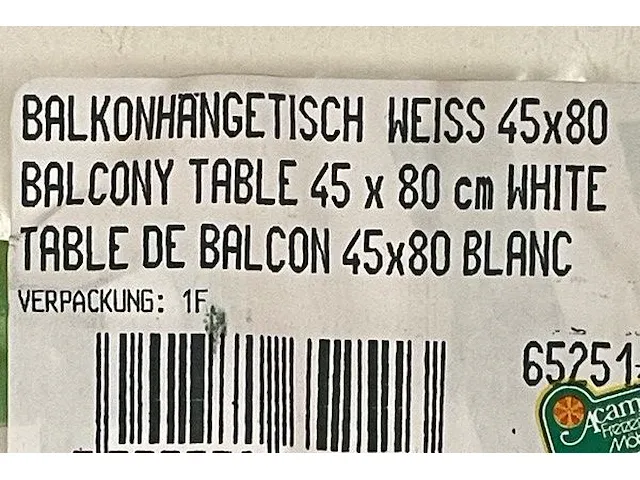 BALKONHÄNGETISCH WEISS 45x80
BALCONY TABLE 45 x 80 cm WHITE
TABLE DE BALCON 45x80 BLANC
VERPACKUNG: 1F
65251